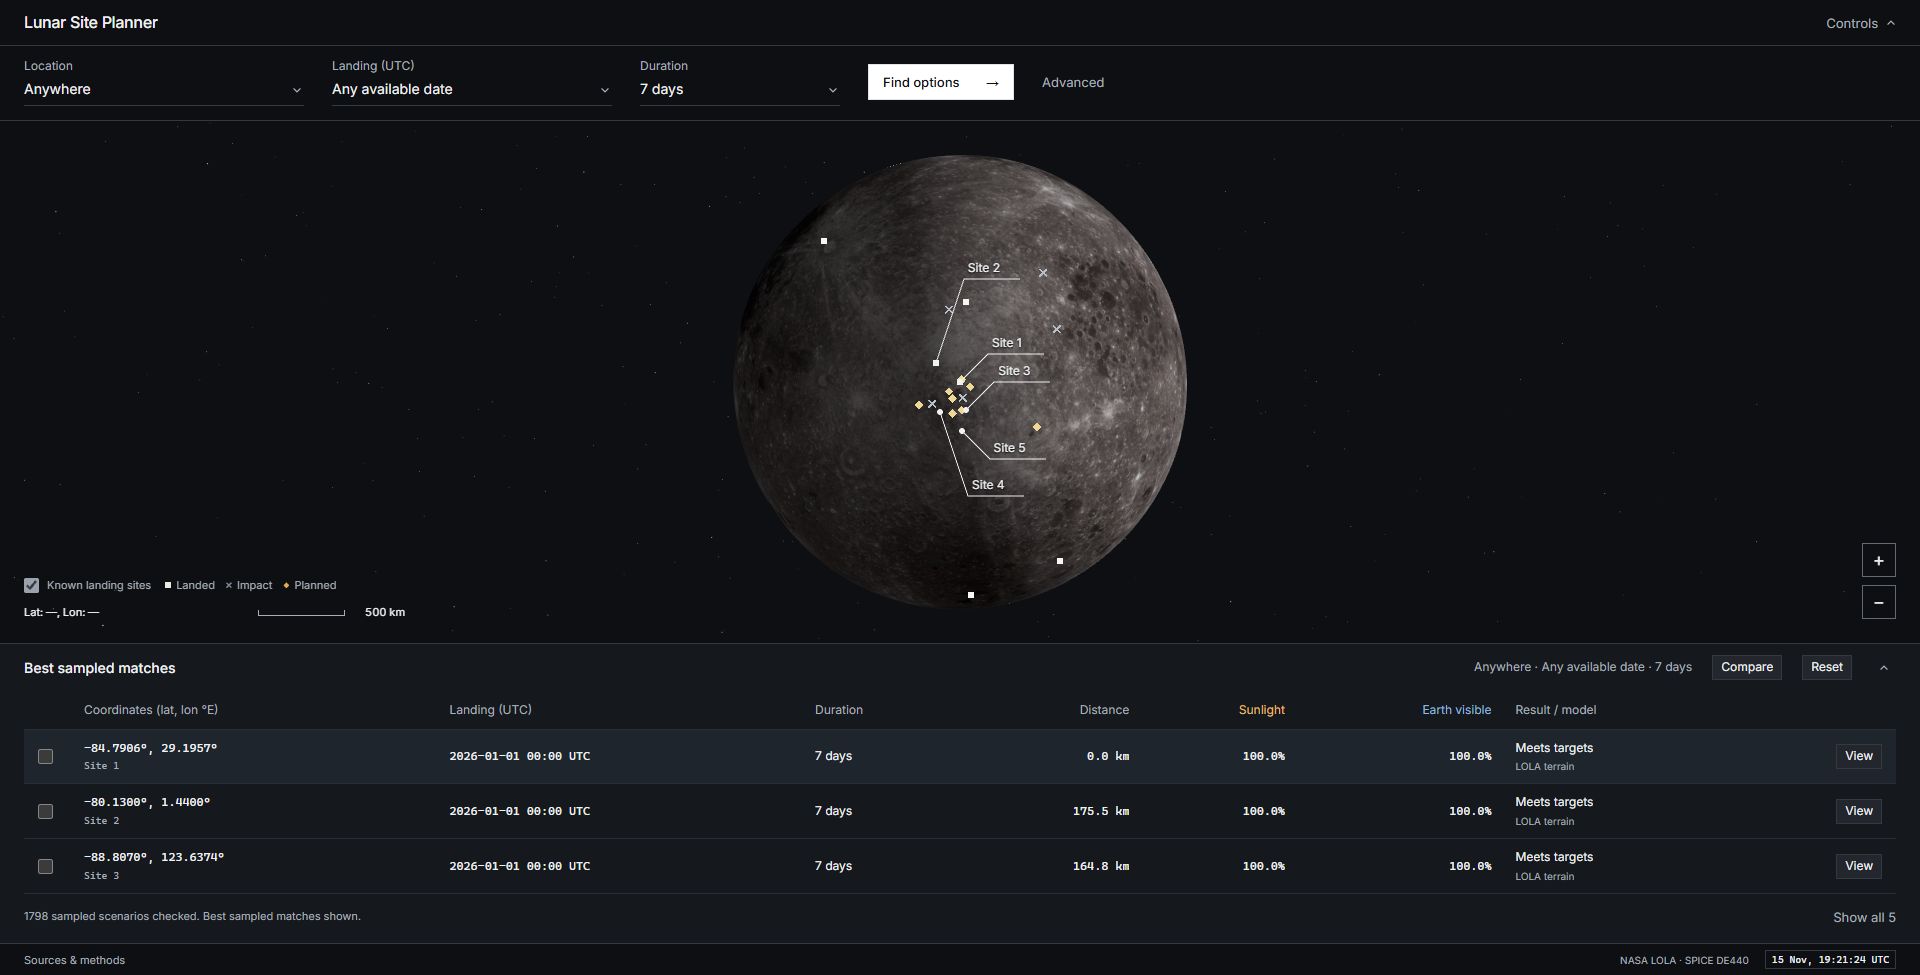 Lunar Site Planner
Controls
Location
Landing (UTC)
Duration
Anywhere
Any available date
7 days
Find options →
Advanced
Site 2
Site 1
Site 3
Site 5
Site 4
Known landing sites
Landed
Impact
Planned
Lat: —, Lon: —
500 km
+
−
Best sampled matches
Anywhere · Any available date · 7 days
Compare
Reset
Coordinates (lat, lon °E)
Landing (UTC)
Duration
Distance
Sunlight
Earth visible
Result / model
−84.7906°, 29.1957°
Site 1
2026-01-01 00:00 UTC
7 days
0.0 km
100.0%
100.0%
Meets targets
LOLA terrain
View
−80.1300°, 1.4400°
Site 2
2026-01-01 00:00 UTC
7 days
175.5 km
100.0%
100.0%
Meets targets
LOLA terrain
View
−88.8070°, 123.6374°
Site 3
2026-01-01 00:00 UTC
7 days
164.8 km
100.0%
100.0%
Meets targets
LOLA terrain
View
1798 sampled scenarios checked. Best sampled matches shown.
Show all 5
Sources & methods
NASA LOLA · SPICE DE440
15 Nov, 19:21:24 UTC